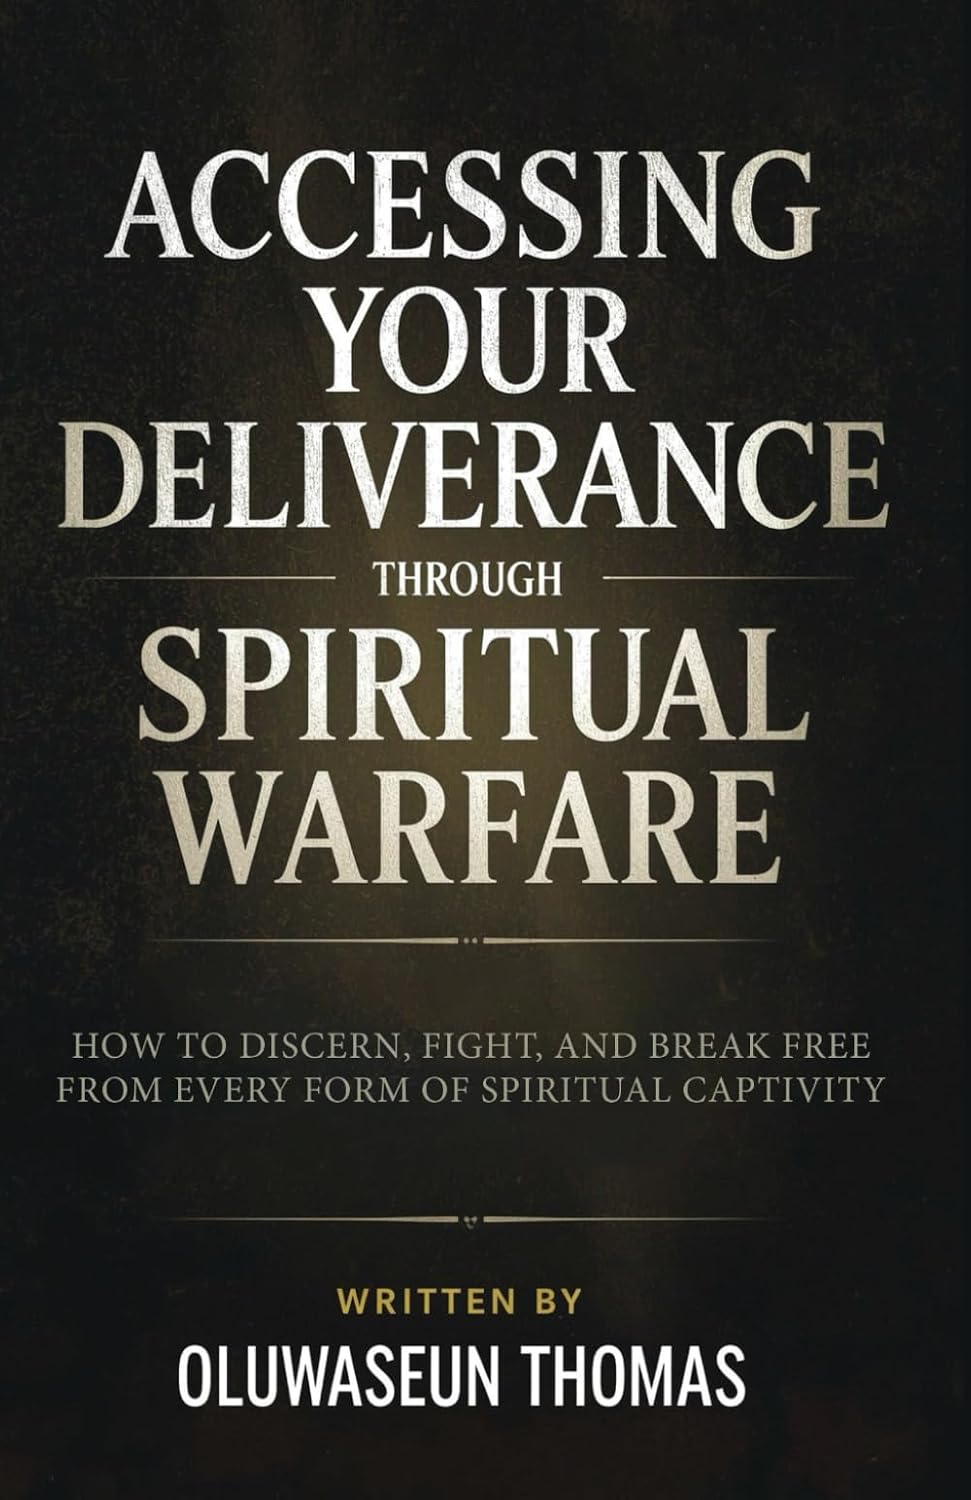 ACCESSING
YOUR
DELIVERANCE
THROUGH
SPIRITUAL
WARFARE
HOW TO DISCERN, FIGHT, AND BREAK FREE
FROM EVERY FORM OF SPIRITUAL CAPTIVITY
WRITTEN BY
OLUWASEUN THOMAS